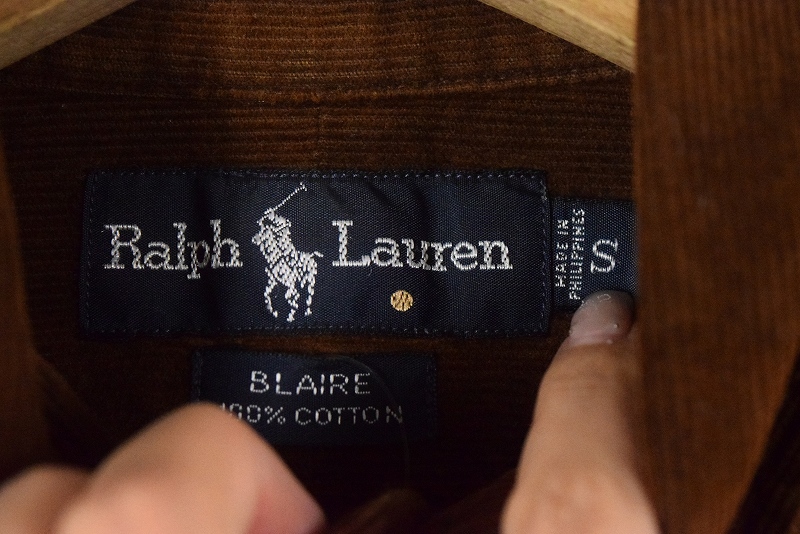 Ralph Lauren
MADE IN
PHILIPPINES
S
BLAIRE
100% COTTON